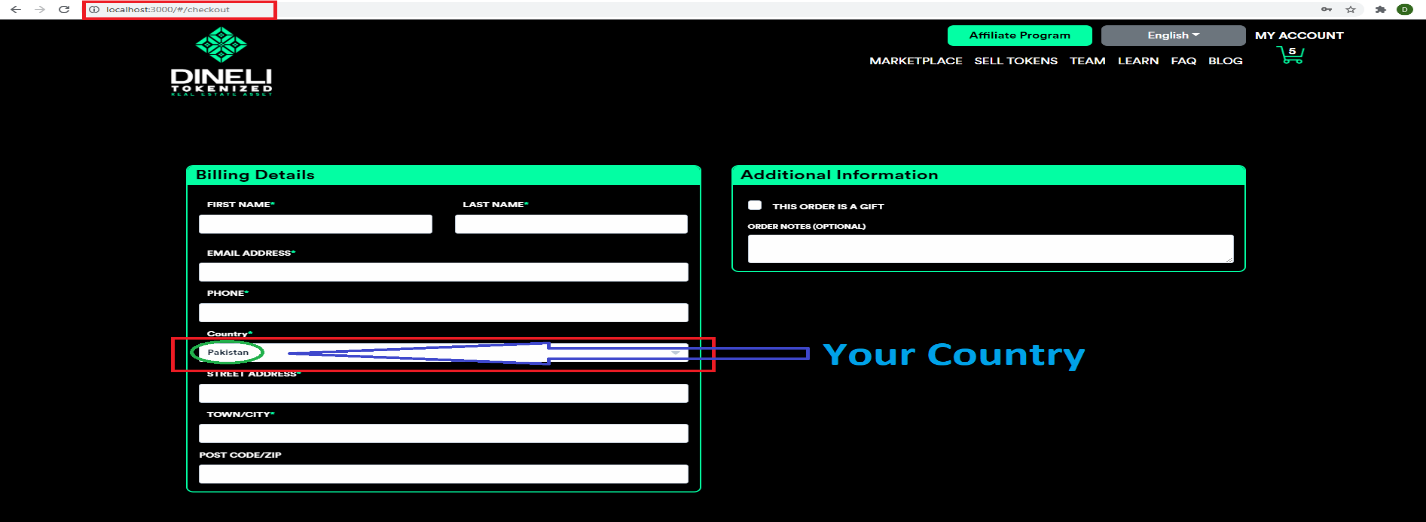 localhost:3000/#/checkout
D
Affiliate Program
English
MY ACCOUNT
5
DINELI
TOKENIZED
REAL ESTATE ASSET
MARKETPLACE SELL TOKENS TEAM LEARN FAQ BLOG
Billing Details
FIRST NAME* LAST NAME*
EMAIL ADDRESS*
PHONE*
Country*
Pakistan
STREET ADDRESS*
TOWN/CITY*
POST CODE/ZIP
Additional Information
THIS ORDER IS A GIFT
ORDER NOTES (OPTIONAL)
Your Country